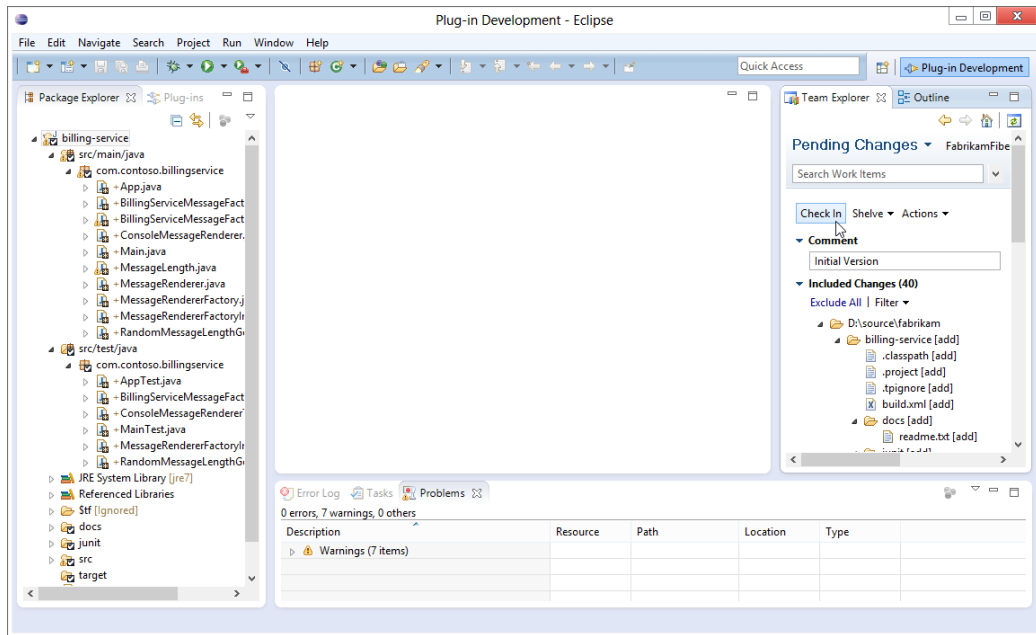 Plug-in Development - Eclipse
File Edit Navigate Search Project Run Window Help
Quick Access
Plug-in Development
Package Explorer Plug-ins
billing-service
src/main/java
com.contoso.billingservice
+App.java
+BillingServiceMessageFact
+BillingServiceMessageFact
+ConsoleMessageRenderer.
+Main.java
+MessageLength.java
+MessageRenderer.java
+MessageRendererFactory.j
+MessageRendererFactoryIr
+RandomMessageLengthG
src/test/java
com.contoso.billingservice
+AppTest.java
+BillingServiceMessageFact
+ConsoleMessageRenderer
+MainTest.java
+MessageRendererFactoryIr
+RandomMessageLengthG
JRE System Library [jre7]
Referenced Libraries
Stf [Ignored]
docs
junit
src
target
Team Explorer Outline
Pending Changes FabrikamFibe
Search Work Items
Check In Shelve Actions
Comment
Initial Version
Included Changes (40)
Exclude All | Filter
D:\source\fabrikam
billing-service [add]
.classpath [add]
.project [add]
.tpignore [add]
build.xml [add]
docs [add]
readme.txt [add]
junit [add]
Error Log Tasks Problems
0 errors, 7 warnings, 0 others
Description Resource Path Location Type
Warnings (7 items)